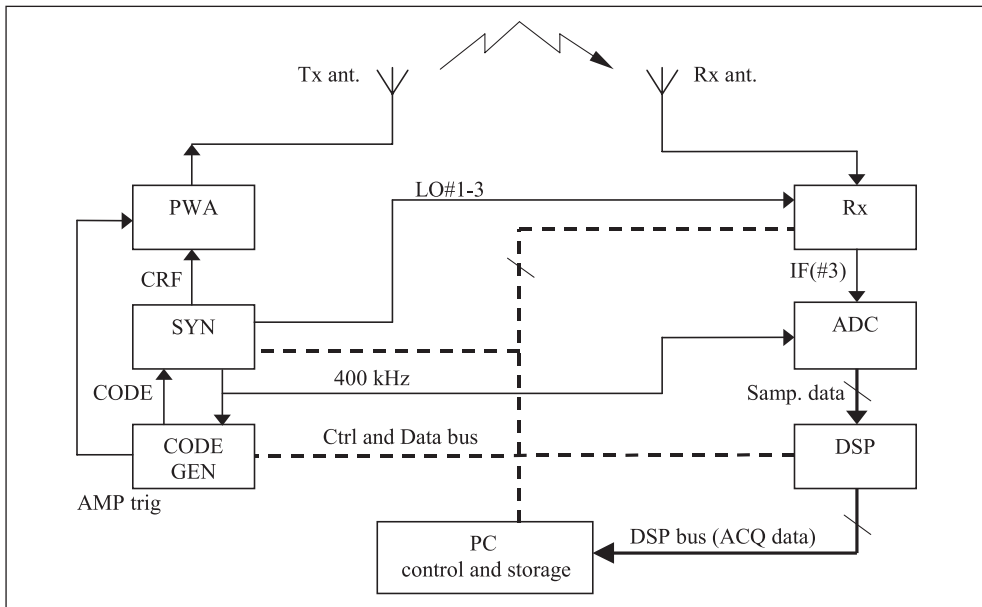 Tx ant.
Rx ant.
LO#1-3
PWA
Rx
CRF
IF(#3)
SYN
ADC
CODE
400 kHz
Samp. data
CODE
GEN
Ctrl and Data bus
DSP
AMP trig
PC
control and storage
DSP bus (ACQ data)